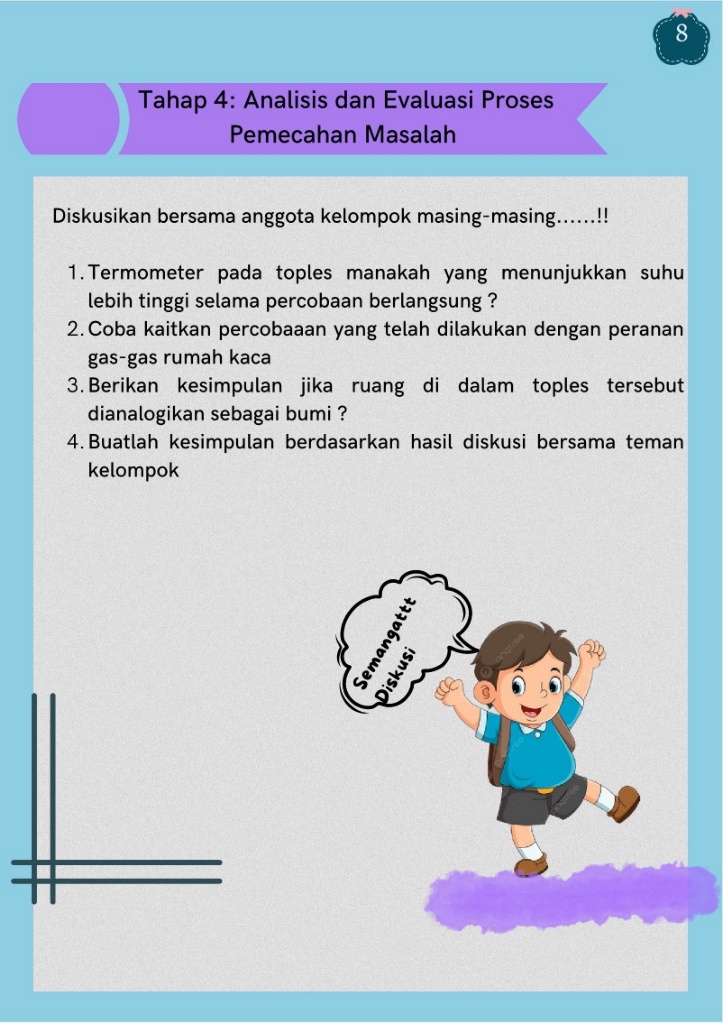 8
Tahap 4: Analisis dan Evaluasi Proses
Pemecahan Masalah
Diskusikan bersama anggota kelompok masing-masing......!!
1. Termometer pada toples manakah yang menunjukkan suhu
lebih tinggi selama percobaan berlangsung ?
2. Coba kaitkan percobaaan yang telah dilakukan dengan peranan
gas-gas rumah kaca
3. Berikan kesimpulan jika ruang di dalam toples tersebut
dianalogikan sebagai bumi ?
4. Buatlah kesimpulan berdasarkan hasil diskusi bersama teman
kelompok
Semangattt
Diskusi